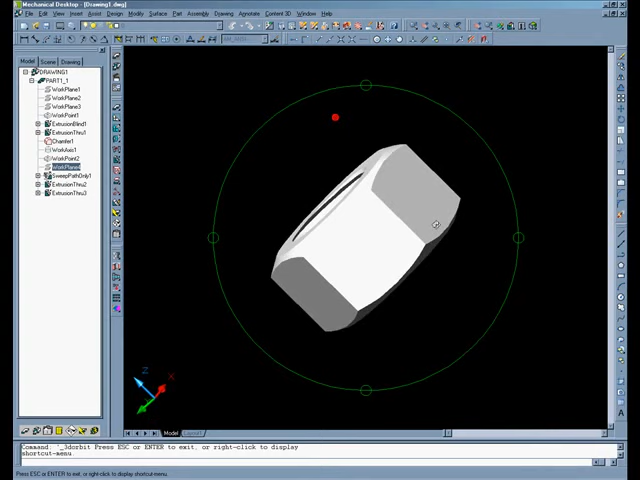 Mechanical Desktop - [Drawing1.dwg]
File Edit View Insert Assist Design Modify Surface Part Assembly Drawing Annotate Content 3D Window Help
Model Scene Drawing
DRAWING1
PART1_1
WorkPlane1
WorkPlane2
WorkPlane3
WorkPoint1
ExtrusionBlind1
ExtrusionThru1
Chamfer1
WorkAxis1
WorkPoint2
WorkPlane4
SweepPathOnly1
ExtrusionThru2
ExtrusionThru3
Z
X
Model
Command: '_3dorbit Press ESC or ENTER to exit, or right-click to display
shortcut-menu.
Press ESC or ENTER to exit, or right-click to display shortcut-menu.